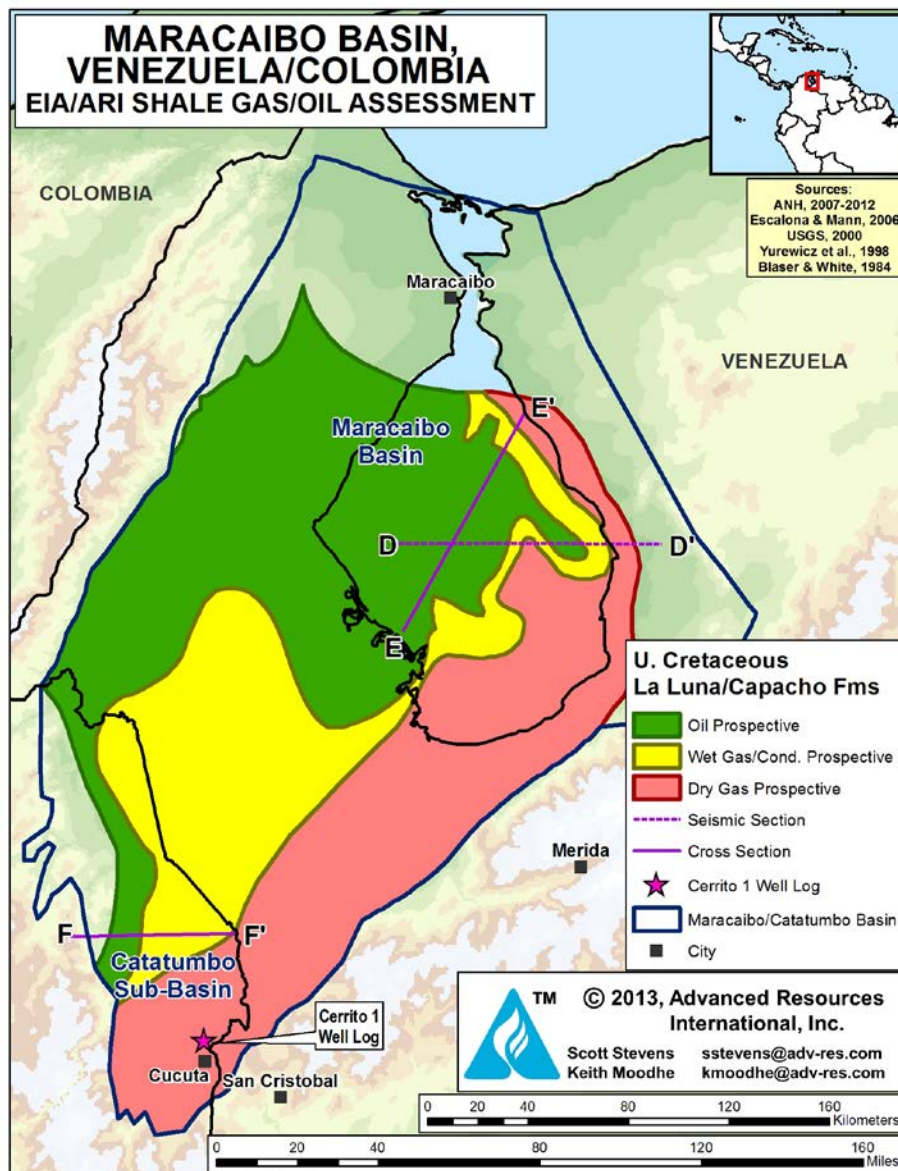 MARACAIBO BASIN,
VENEZUELA/COLOMBIA
EIA/ARI SHALE GAS/OIL ASSESSMENT
Sources:
ANH, 2007-2012
Escalona & Mann, 2006
USGS, 2000
Yurewicz et al., 1998
Blaser & White, 1984
COLOMBIA
Maracaibo
VENEZUELA
E'
Maracaibo
Basin
D
D'
E
U. Cretaceous
La Luna/Capacho Fms
Oil Prospective
Wet Gas/Cond. Prospective
Dry Gas Prospective
Seismic Section
Cross Section
Cerrito 1 Well Log
Maracaibo/Catatumbo Basin
City
Merida
F
F'
Catatumbo
Sub-Basin
Cerrito 1
Well Log
Cucuta
San Cristobal
TM
© 2013, Advanced Resources
International, Inc.
Scott Stevens sstevens@adv-res.com
Keith Moodhe kmoodhe@adv-res.com
0 20 40 80 120 160
Kilometers
0 20 40 80 120 160
Miles